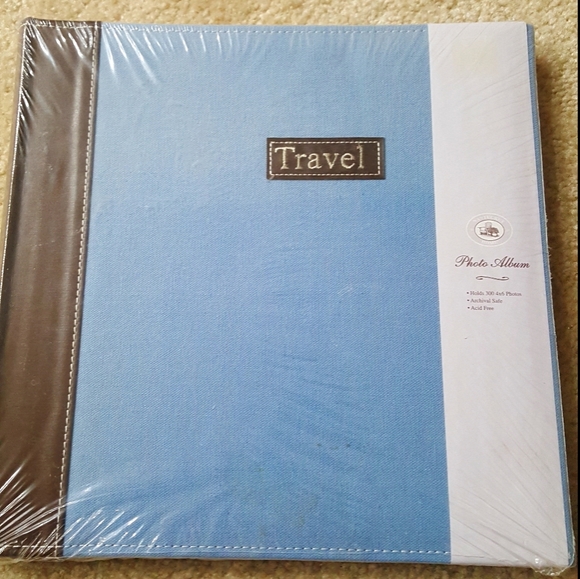 Travel
Photo Album
• Holds 300 4x6 Photos
• Archival Safe
• Acid Free